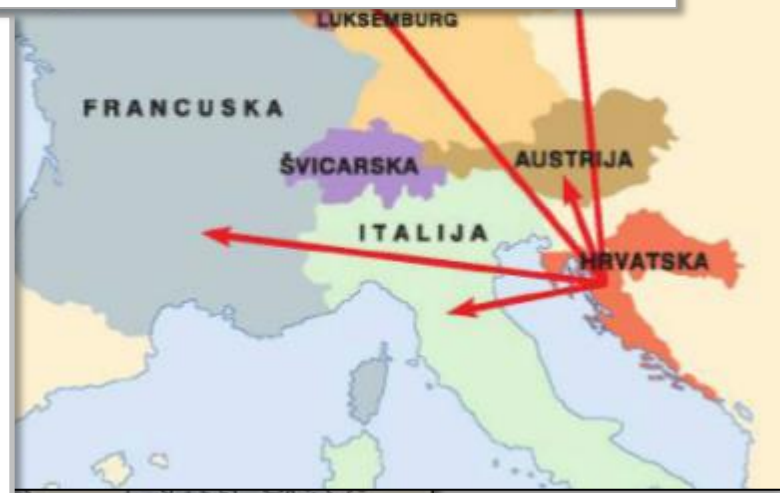 LUKSEMBURG
FRANCUSKA
ŠVICARSKA
AUSTRIJA
ITALIJA
HRVATSKA